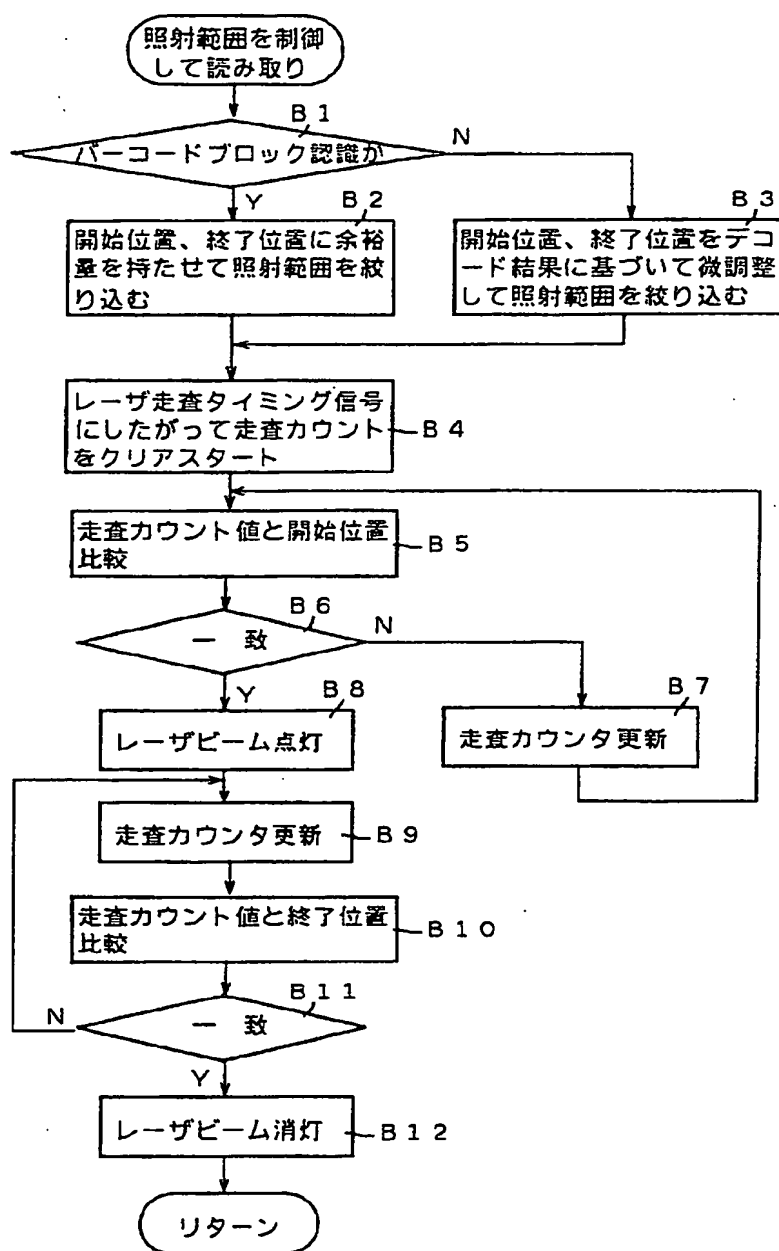 照射範囲を制御
して読み取り
B1
バーコードブロック認識か
N
Y
B2
開始位置、終了位置に余裕
量を持たせて照射範囲を絞
り込む
B3
開始位置、終了位置をデコ
ード結果に基づいて微調整
して照射範囲を絞り込む
レーザ走査タイミング信号
にしたがって走査カウント
をクリアスタート
B4
走査カウント値と開始位置
比較
B5
B6
一 致
N
Y
B7
走査カウンタ更新
B8
レーザビーム点灯
走査カウンタ更新
B9
走査カウント値と終了位置
比較
B10
B11
一 致
N
Y
レーザビーム消灯
B12
リターン